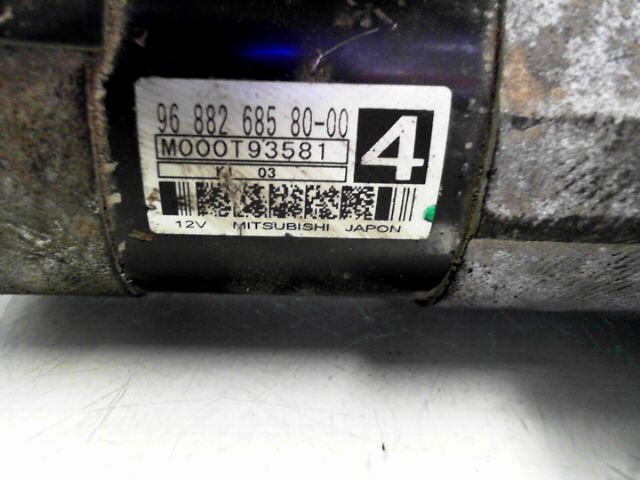 96 882 685 80-00
4
M000T93581
03
12V MITSUBISHI JAPON